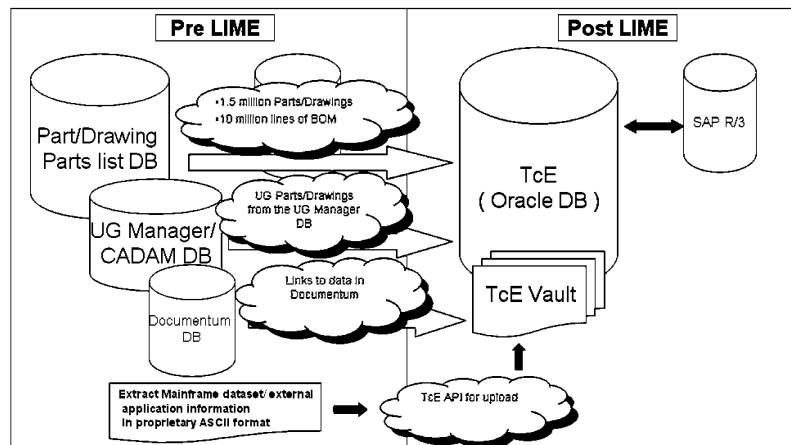 Pre LIME
Post LIME
•1.5 million Parts/Drawings
•10 million lines of BOM
Part/Drawing
Parts list DB
SAP R/3
TcE
( Oracle DB )
UG Parts/Drawings
from the UG Manager
DB
UG Manager/
CADAM DB
Links to data in
Documentum
TcE Vault
Documentum
DB
Extract Mainframe dataset/external
application information
in proprietary ASCII format
TcE API for upload